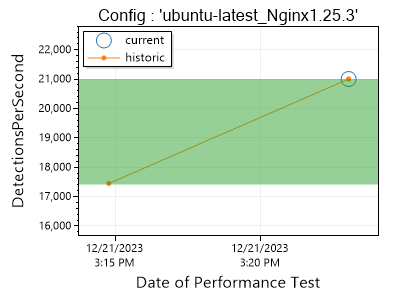 Config : 'ubuntu-latest_Nginx1.25.3'
current
historic
DetectionsPerSecond
22,000
21,000
20,000
19,000
18,000
17,000
16,000
12/21/2023
3:15 PM
12/21/2023
3:20 PM
Date of Performance Test